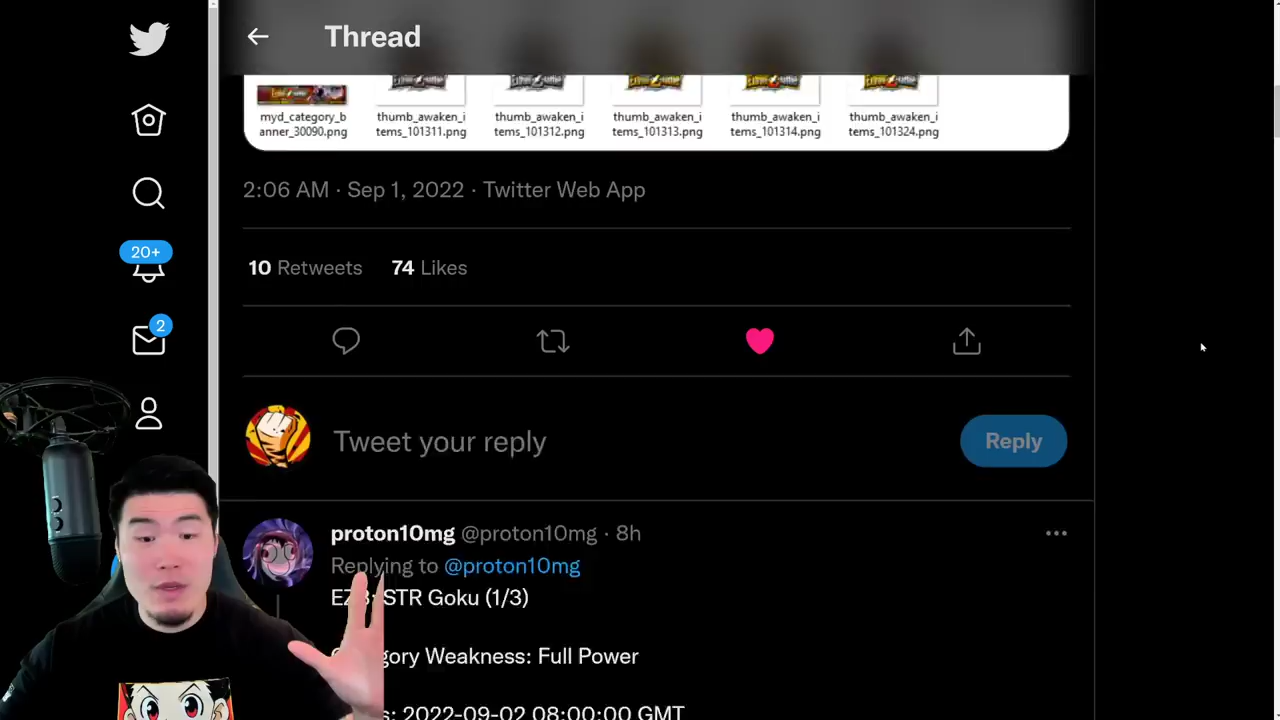 Thread
myd_category_b
anner_30090.png
thumb_awaken_i
tems_101311.png
thumb_awaken_i
tems_101312.png
thumb_awaken_i
tems_101313.png
thumb_awaken_i
tems_101314.png
thumb_awaken_i
tems_101324.png
2:06 AM · Sep 1, 2022 · Twitter Web App
20+
10 Retweets 74 Likes
2
Tweet your reply
Reply
proton10mg @proton10mg · 8h
Replying to @proton10mg
STR Goku (1/3)
Weakness: Full Power
2022-09-02 08:00:00 GMT